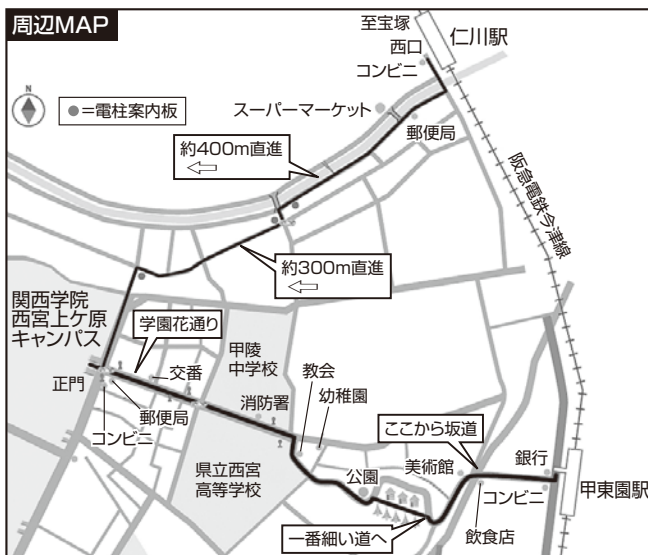 周辺MAP
N
●=電柱案内板
至宝塚
西口
コンビニ
仁川駅
スーパーマーケット
郵便局
約400m直進
⇦
阪急電鉄今津線
約300m直進
⇦
関西学院
西宮上ケ原
キャンパス
学園花通り
甲陵
中学校
交番
教会
幼稚園
正門
消防署
郵便局
コンビニ
ここから坂道
県立西宮
高等学校
公園
美術館
銀行
コンビニ
甲東園駅
一番細い道へ
飲食店